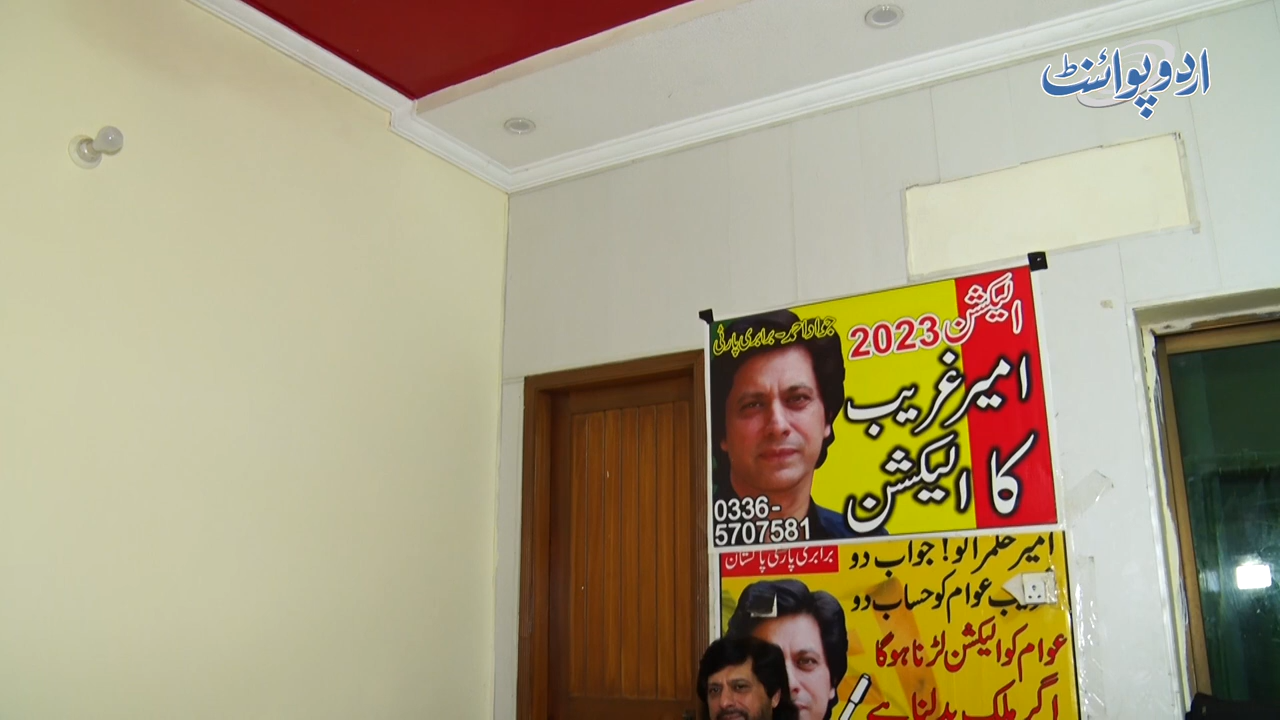 اردو پوائنٹ
جواد احمد - برابری پارٹی
الیکشن 2023
امیر غریب
کا الیکشن
0336-
5707581
برابری پارٹی پاکستان
امیر حکمرانو! جواب دو
غریب عوام کو حساب دو
عوام کو الیکشن لڑنا ہوگا
اگر ملک بدلنا ہے